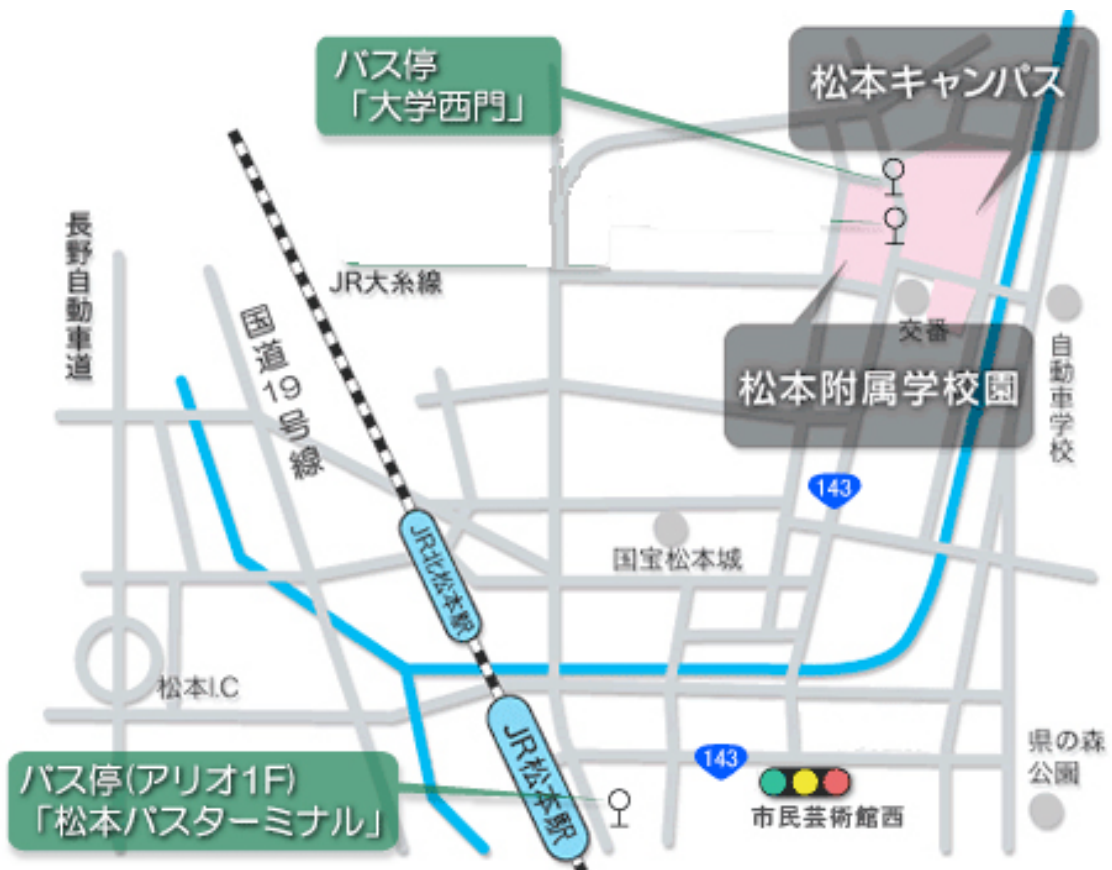 バス停
「大学西門」
松本キャンパス
長野自動車道
JR大糸線
国道19号線
交番
松本附属学校園
自動車学校
143
国宝松本城
JR北松本駅
松本I.C
JR松本駅
143
県の森
公園
バス停(アリオ1F)
「松本バスターミナル」
市民芸術館西